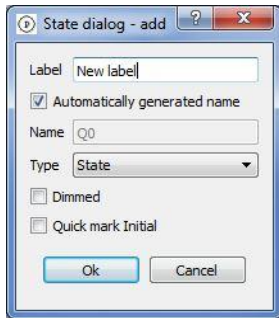 State dialog - add
Label New label
Automatically generated name
Name Q0
Type State
Dimmed
Quick mark Initial
Ok Cancel